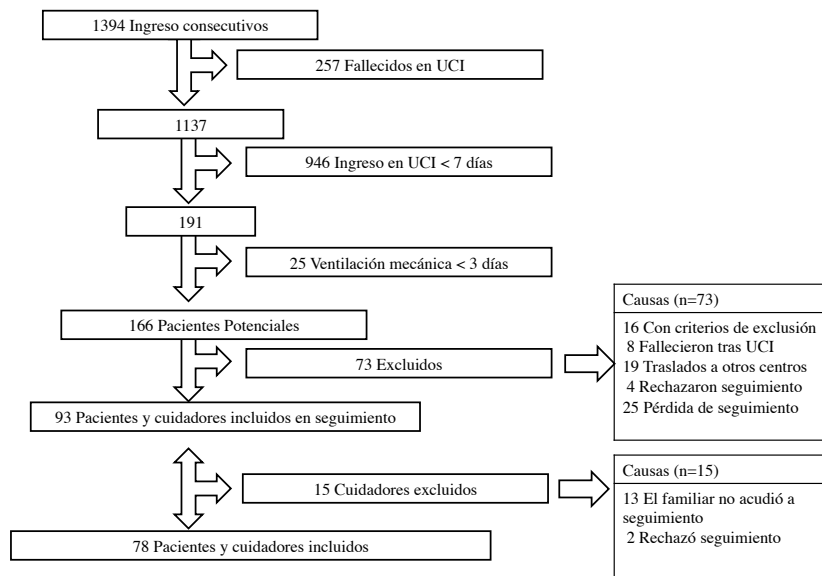 1394 Ingreso consecutivos
257 Fallecidos en UCI
1137
946 Ingreso en UCI < 7 días
191
25 Ventilación mecánica < 3 días
166 Pacientes Potenciales
73 Excluidos
Causas (n=73)
16 Con criterios de exclusión
8 Fallecieron tras UCI
19 Traslados a otros centros
4 Rechazaron seguimiento
25 Pérdida de seguimiento
93 Pacientes y cuidadores incluidos en seguimiento
15 Cuidadores excluidos
Causas (n=15)
13 El familiar no acudió a
seguimiento
2 Rechazó seguimiento
78 Pacientes y cuidadores incluidos